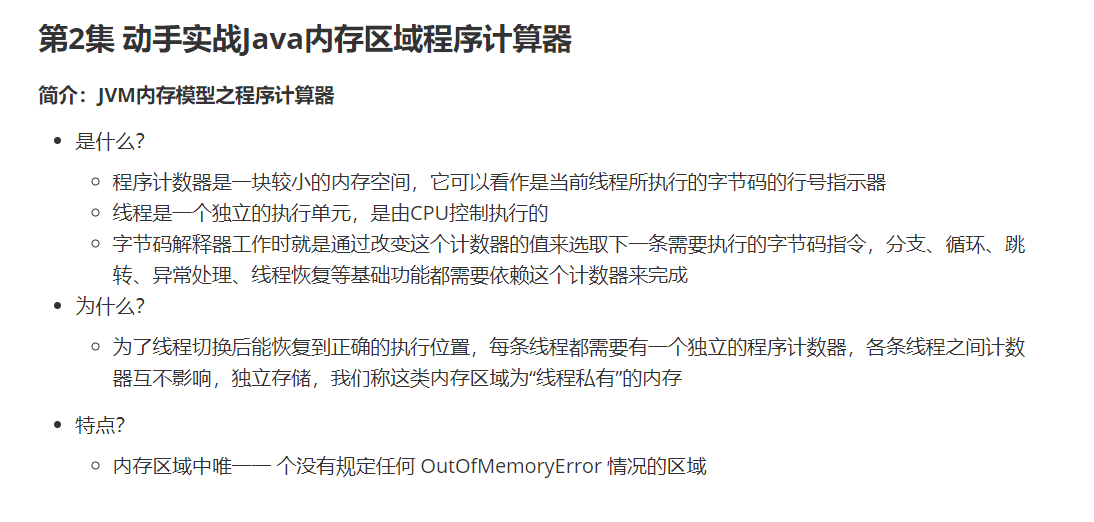 第2集 动手实战Java内存区域程序计算器
简介：JVM内存模型之程序计算器
是什么？
程序计数器是一块较小的内存空间，它可以看作是当前线程所执行的字节码的行号指示器
线程是一个独立的执行单元，是由CPU控制执行的
字节码解释器工作时就是通过改变这个计数器的值来选取下一条需要执行的字节码指令，分支、循环、跳
转、异常处理、线程恢复等基础功能都需要依赖这个计数器来完成
为什么？
为了线程切换后能恢复到正确的执行位置，每条线程都需要有一个独立的程序计数器，各条线程之间计数
器互不影响，独立存储，我们称这类内存区域为“线程私有”的内存
特点？
内存区域中唯一一 个没有规定任何 OutOfMemoryError 情况的区域